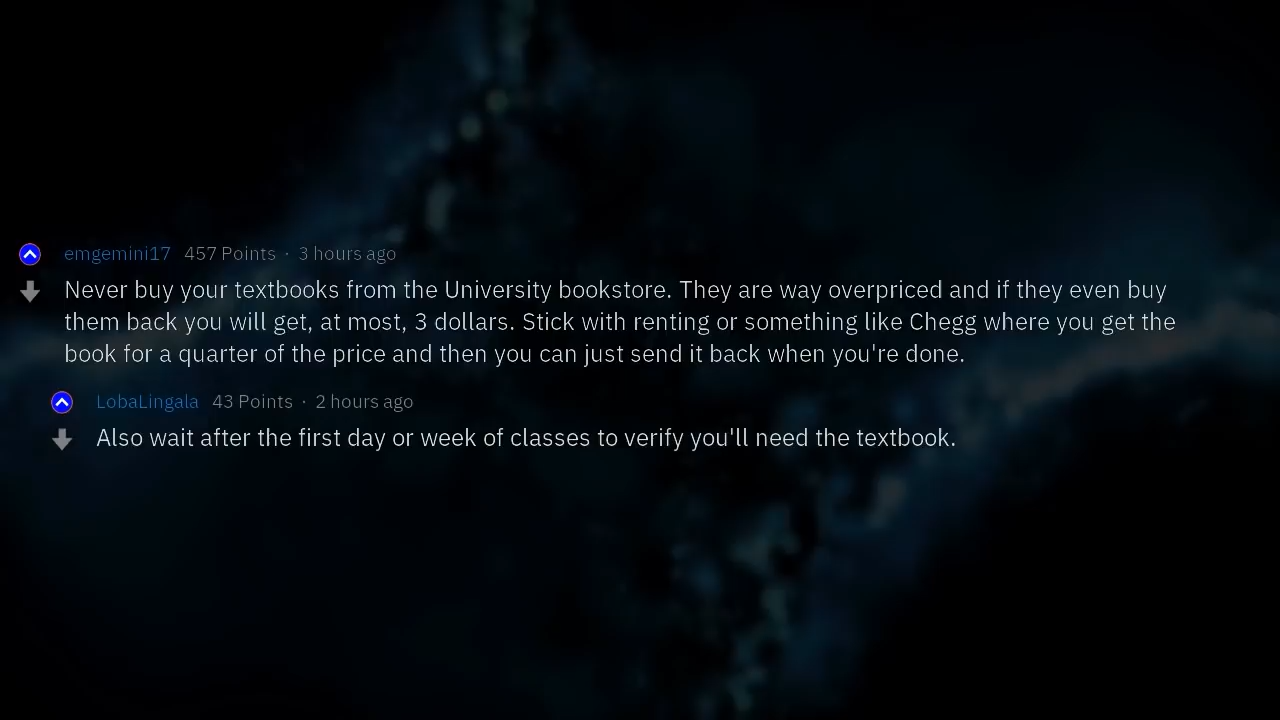 emgemini17 457 Points · 3 hours ago
Never buy your textbooks from the University bookstore. They are way overpriced and if they even buy
them back you will get, at most, 3 dollars. Stick with renting or something like Chegg where you get the
book for a quarter of the price and then you can just send it back when you're done.
LobaLingala 43 Points · 2 hours ago
Also wait after the first day or week of classes to verify you'll need the textbook.